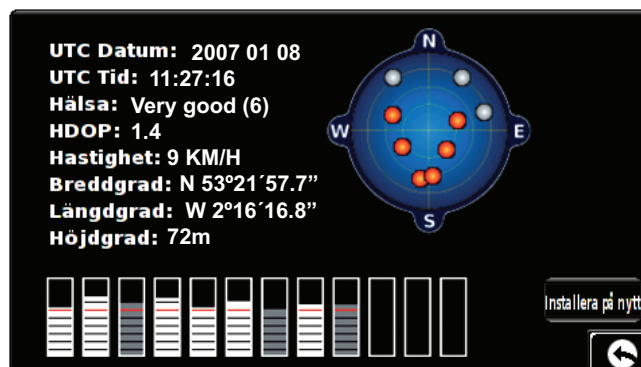 UTC Datum: 2007 01 08
UTC Tid: 11:27:16
Hälsa: Very good (6)
HDOP: 1.4
Hastighet: 9 KM/H
Breddgrad: N 53º21´57.7”
Längdgrad: W 2º16´16.8”
Höjdgrad: 72m
N
W
E
S
Installera på nytt